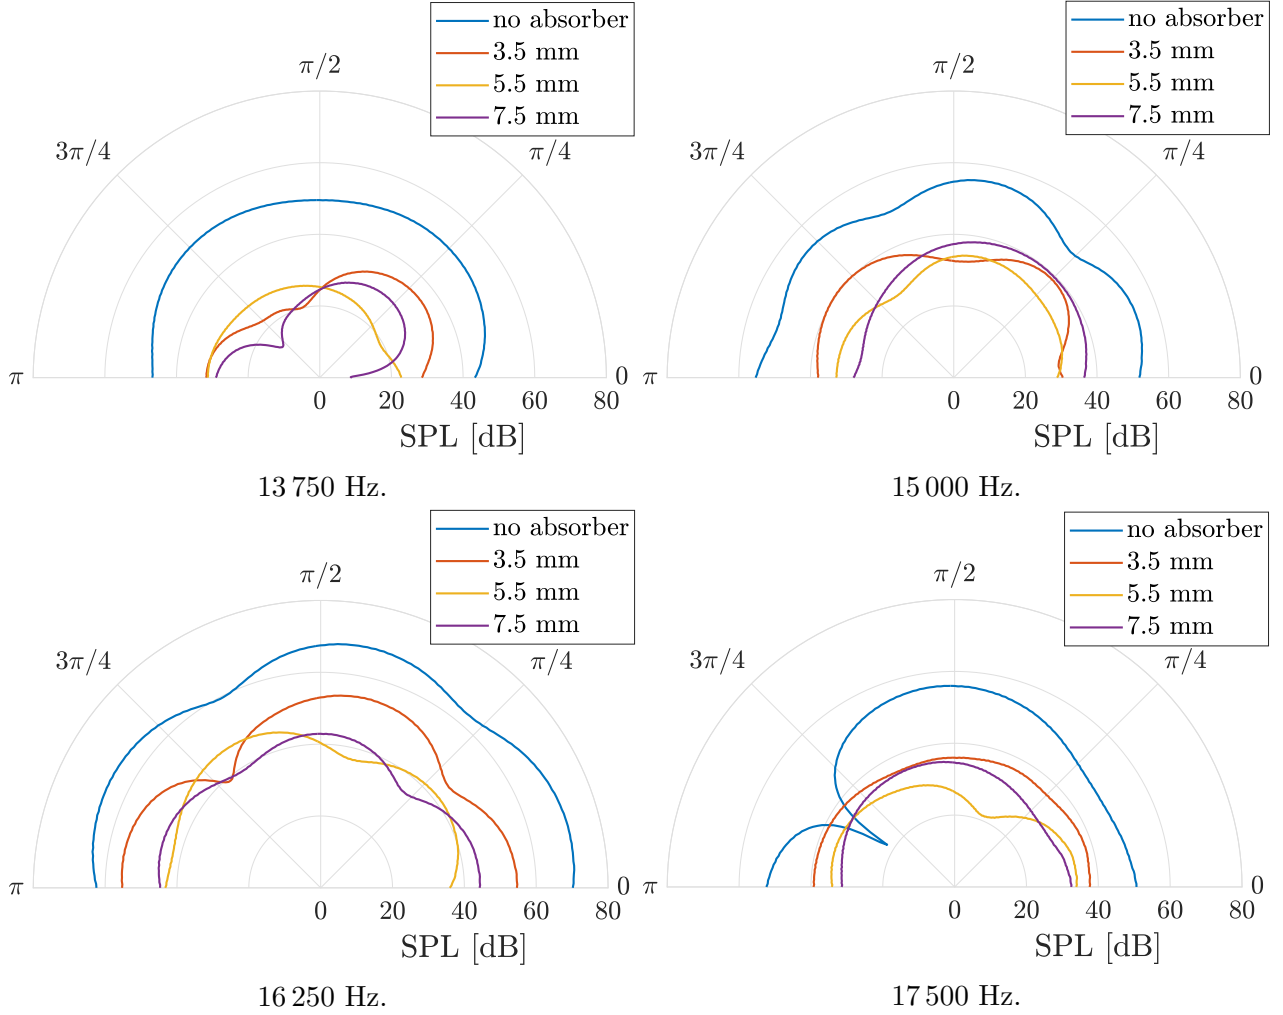 no absorber
3.5 mm
5.5 mm
7.5 mm
π/2
3π/4
π/4
π
0
0 20 40 60 80
SPL [dB]
13 750 Hz.
no absorber
3.5 mm
5.5 mm
7.5 mm
π/2
3π/4
π/4
π
0
0 20 40 60 80
SPL [dB]
15 000 Hz.
no absorber
3.5 mm
5.5 mm
7.5 mm
π/2
3π/4
π/4
π
0
0 20 40 60 80
SPL [dB]
16 250 Hz.
no absorber
3.5 mm
5.5 mm
7.5 mm
π/2
3π/4
π/4
π
0
0 20 40 60 80
SPL [dB]
17 500 Hz.